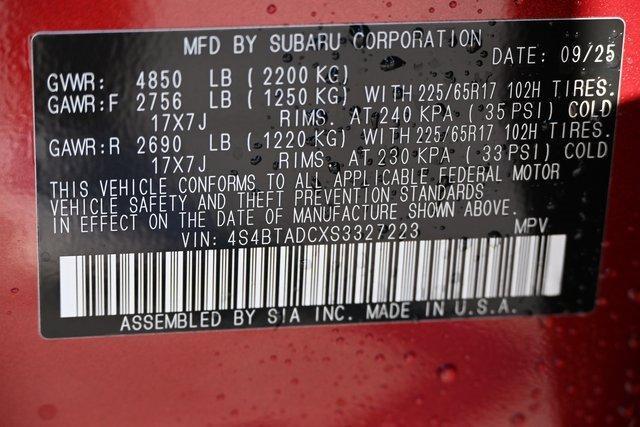 MFD BY SUBARU CORPORATION
DATE: 09/25
GVWR: 4850 LB ( 2200 KG)
GAWR:F 2756 LB ( 1250 KG) WITH 225/65R17 102H TIRES.
17X7J RIMS. AT 240 KPA ( 35 PSI) COLD
GAWR:R 2690 LB ( 1220 KG) WITH 225/65R17 102H TIRES.
17X7J RIMS. AT 230 KPA ( 33 PSI) COLD
THIS VEHICLE CONFORMS TO ALL APPLICABLE FEDERAL MOTOR
VEHICLE SAFETY AND THEFT PREVENTION STANDARDS
IN EFFECT ON THE DATE OF MANUFACTURE SHOWN ABOVE.
VIN: 4S4BTADCXS3327223 MPV
ASSEMBLED BY SIA INC. MADE IN U.S.A.